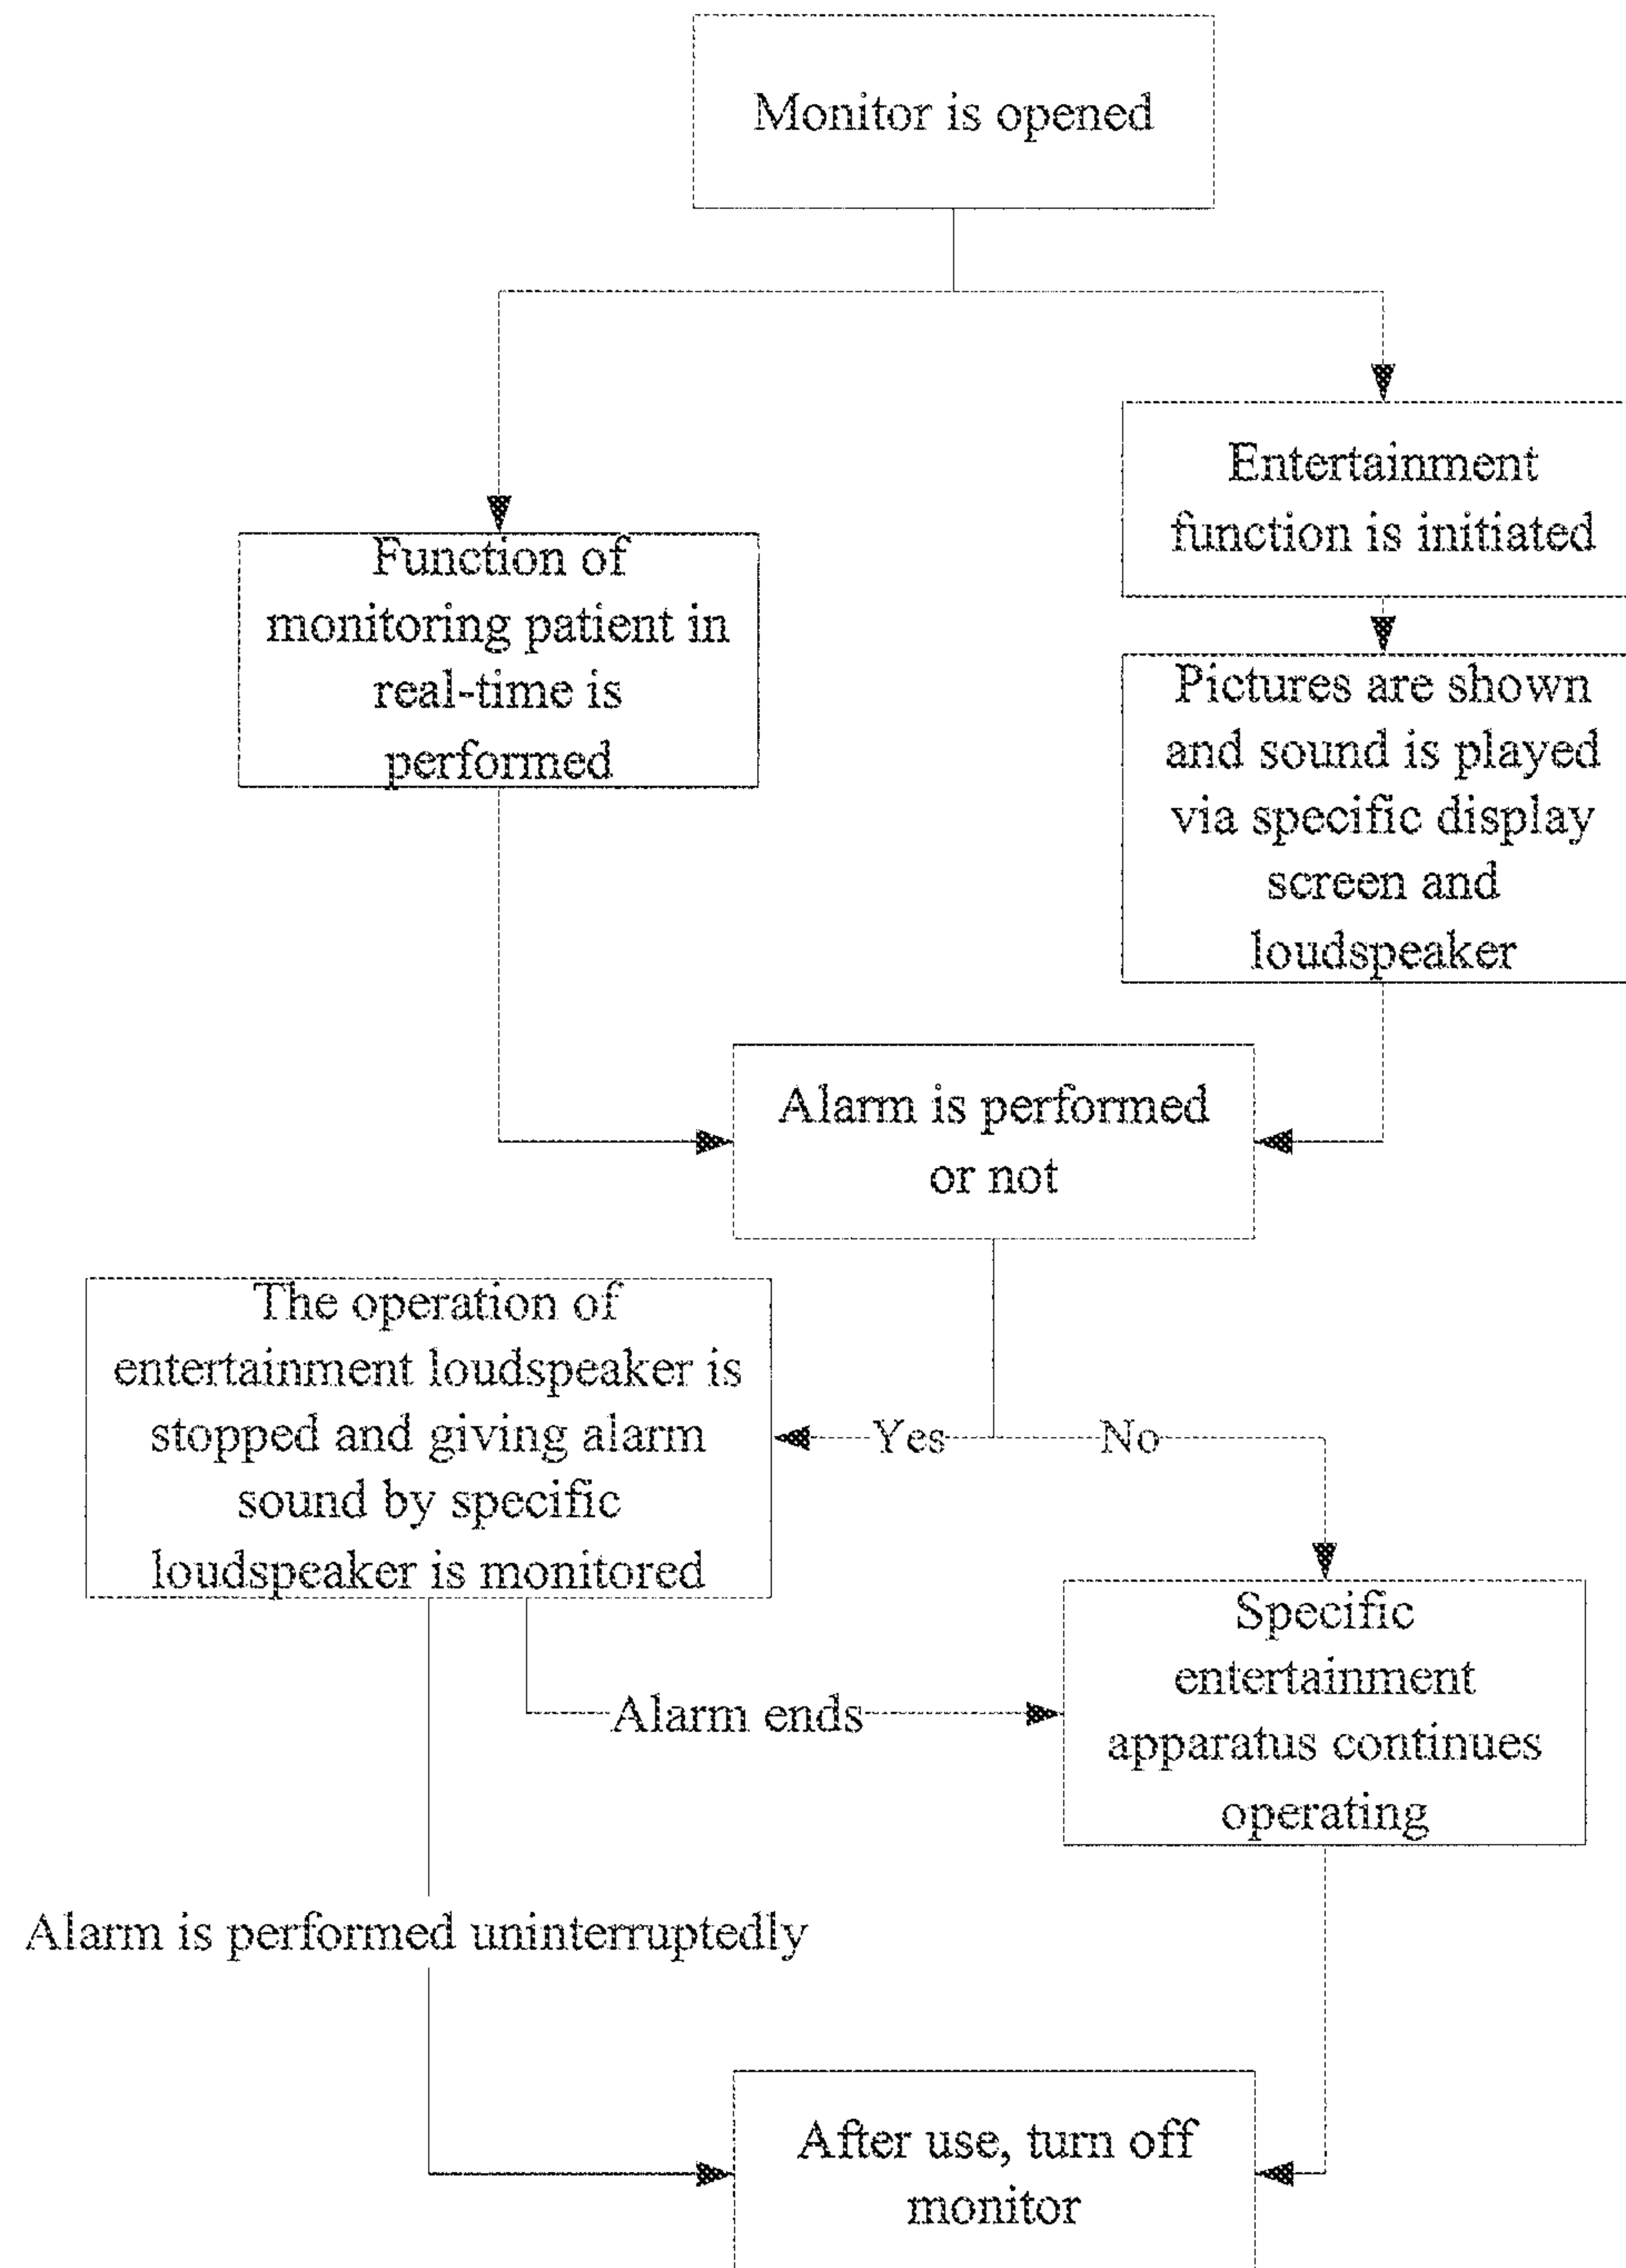 Monitor is opened
Entertainment
function is initiated
Function of
monitoring patient in
real-time is
performed
Pictures are shown
and sound is played
via specific display
screen and
loudspeaker
Alarm is performed
or not
The operation of
entertainment loudspeaker is
stopped and giving alarm
sound by specific
loudspeaker is monitored
Yes
No
Specific
entertainment
apparatus continues
operating
Alarm ends
Alarm is performed uninterruptedly
After use, turn off
monitor